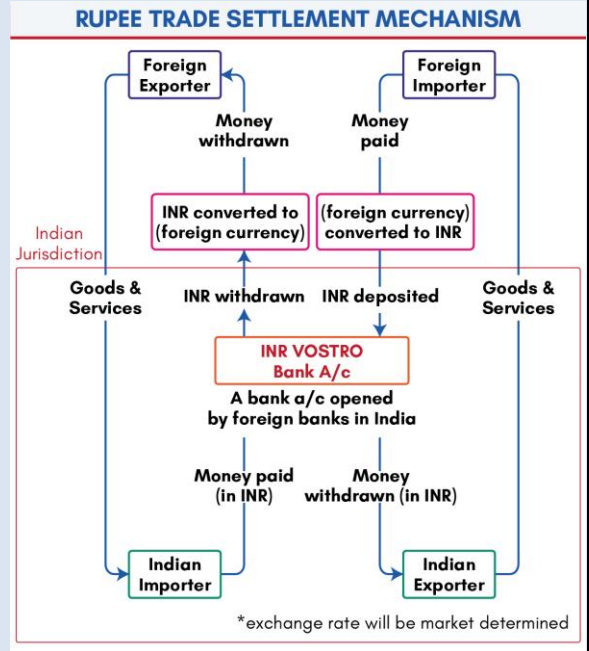 RUPEE TRADE SETTLEMENT MECHANISM
Foreign
Exporter
Foreign
Importer
Money
withdrawn
Money
paid
INR converted to
(foreign currency)
(foreign currency)
converted to INR
Indian
Jurisdiction
Goods &
Services
INR withdrawn
INR deposited
Goods &
Services
INR VOSTRO
Bank A/c
A bank a/c opened
by foreign banks in India
Money paid
(in INR)
Money
withdrawn (in INR)
Indian
Importer
Indian
Exporter
*exchange rate will be market determined